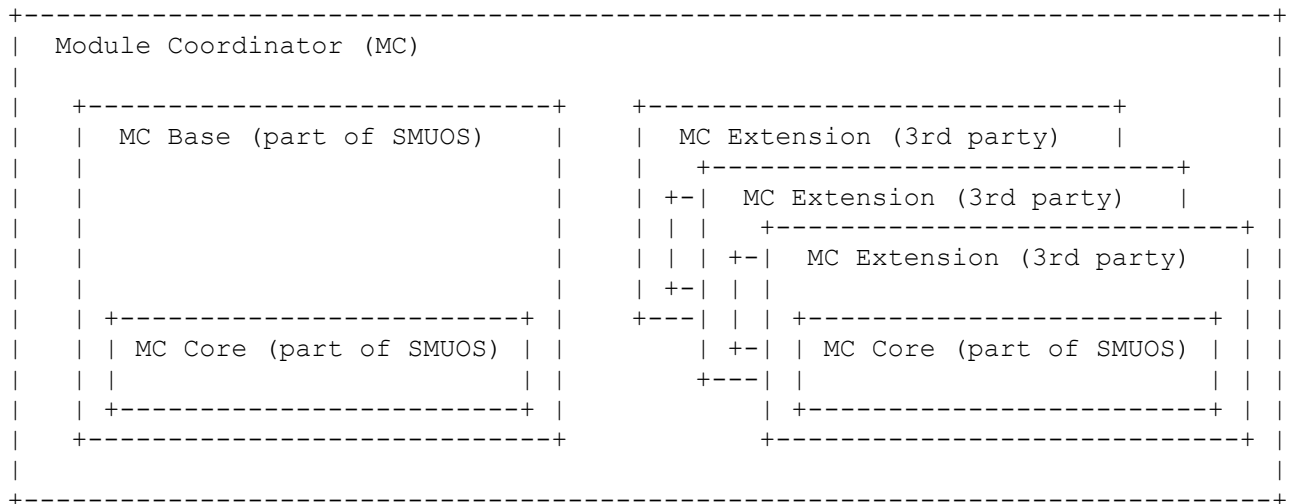 Module Coordinator (MC)
MC Base (part of SMUOS)
MC Extension (3rd party)
MC Extension (3rd party)
MC Extension (3rd party)
MC Core (part of SMUOS)
MC Core (part of SMUOS)